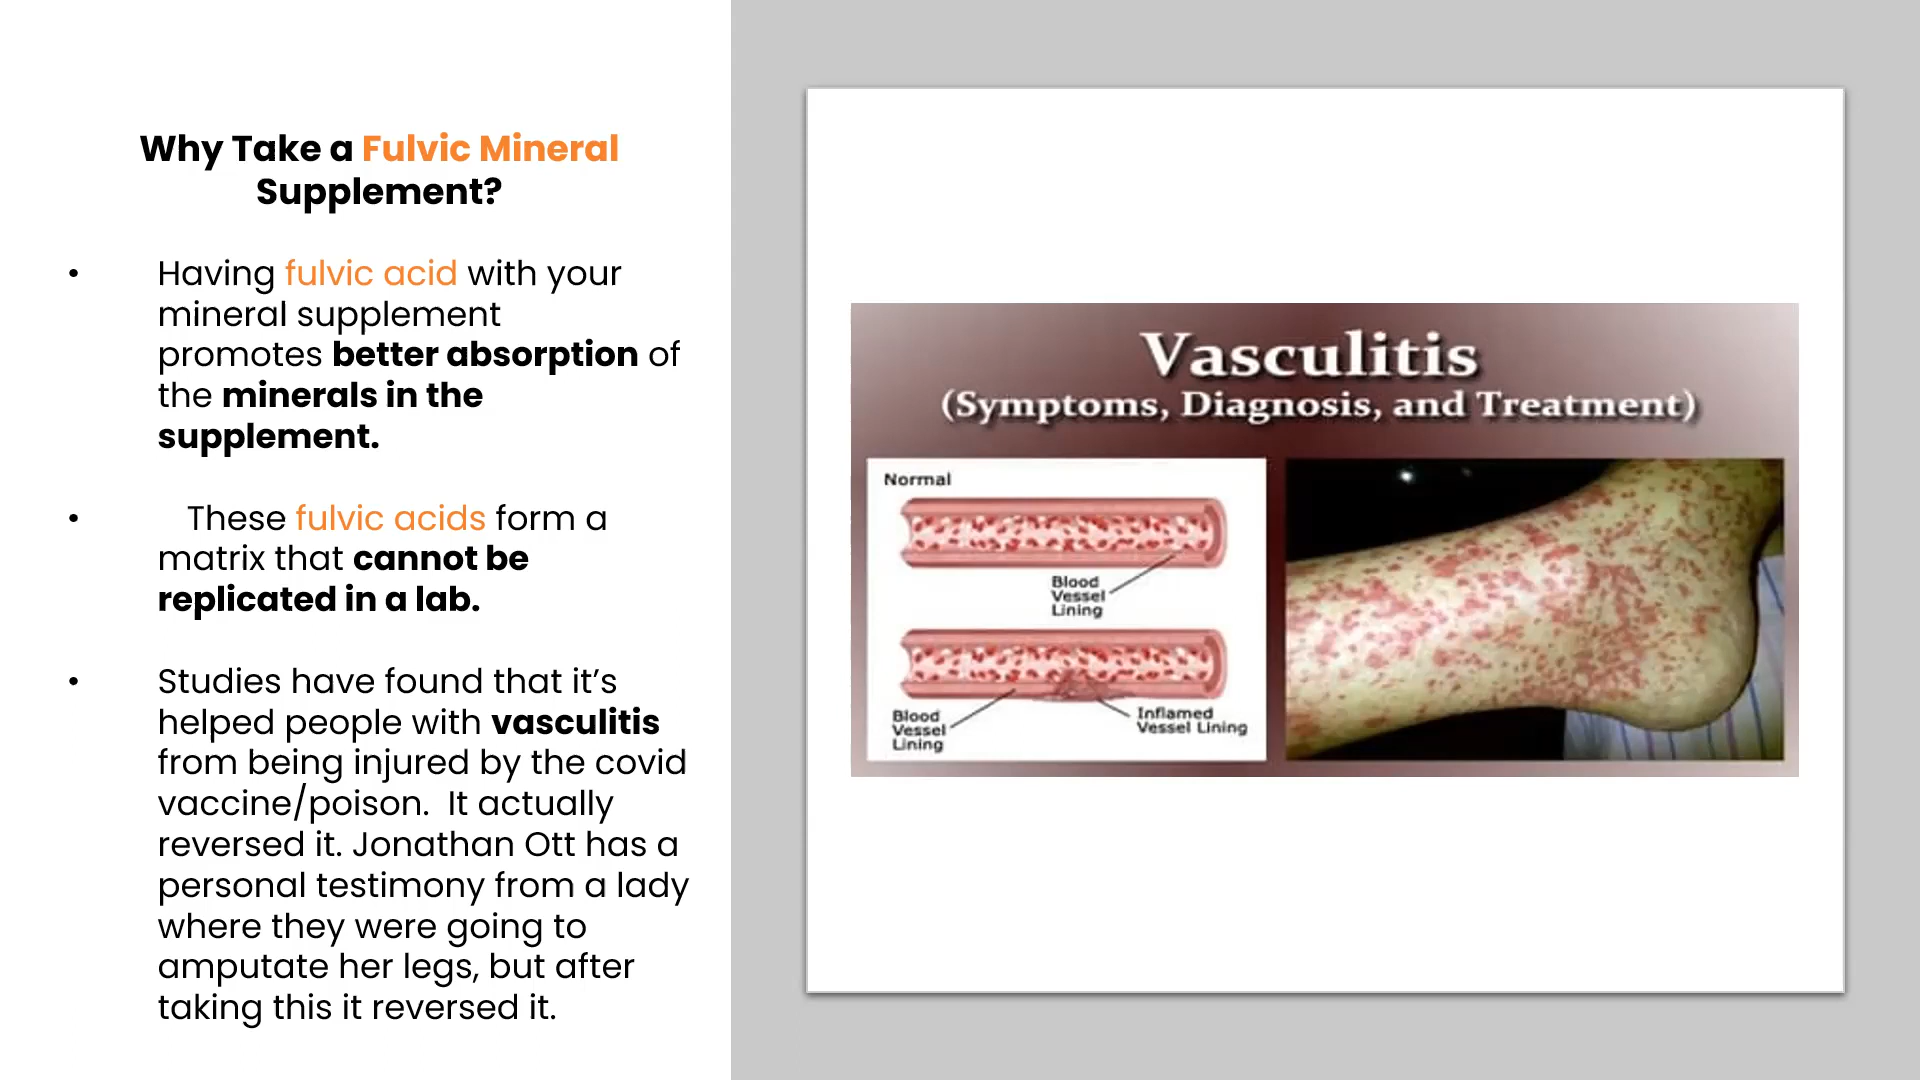 Why Take a Fulvic Mineral
Supplement?
• Having fulvic acid with your
mineral supplement
promotes better absorption of
the minerals in the
supplement.
• These fulvic acids form a
matrix that cannot be
replicated in a lab.
• Studies have found that it’s
helped people with vasculitis
from being injured by the covid
vaccine/poison.  It actually
reversed it. Jonathan Ott has a
personal testimony from a lady
where they were going to
amputate her legs, but after
taking this it reversed it.
Vasculitis
(Symptoms, Diagnosis, and Treatment)
Normal
Blood
Vessel
Lining
Blood
Vessel
Lining
Inflamed
Vessel Lining